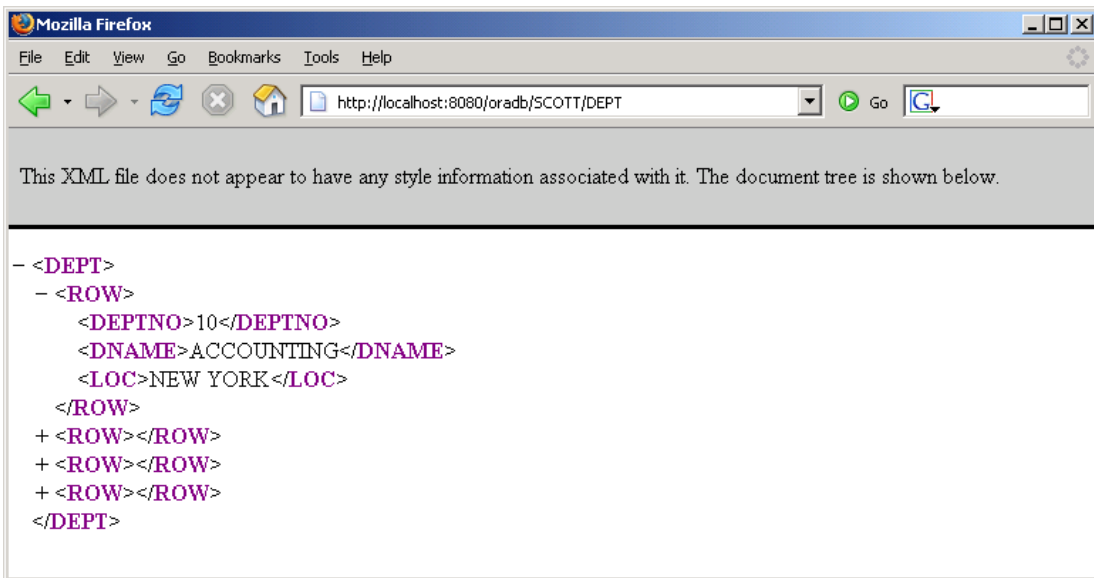 Mozilla Firefox
File Edit View Go Bookmarks Tools Help
http://localhost:8080/oradb/SCOTT/DEPT Go G
This XML file does not appear to have any style information associated with it. The document tree is shown below.
− <DEPT>
− <ROW>
<DEPTNO>10</DEPTNO>
<DNAME>ACCOUNTING</DNAME>
<LOC>NEW YORK</LOC>
</ROW>
+ <ROW></ROW>
+ <ROW></ROW>
+ <ROW></ROW>
</DEPT>